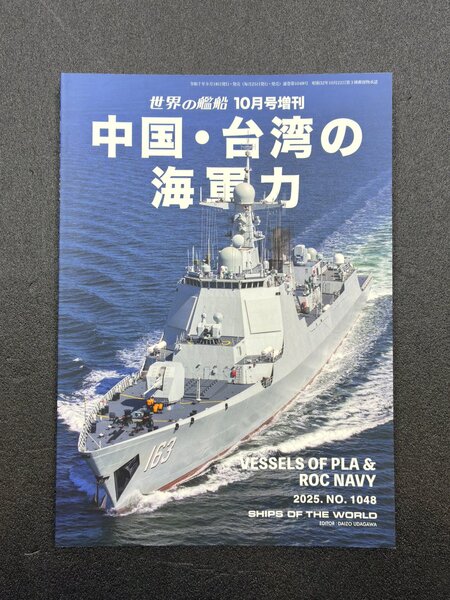 世界の艦船 10月号増刊
中国・台湾の
海軍力
163
VESSELS OF PLA &
ROC NAVY
2025. NO. 1048
SHIPS OF THE WORLD
EDITOR : DAIZO UDAGAWA